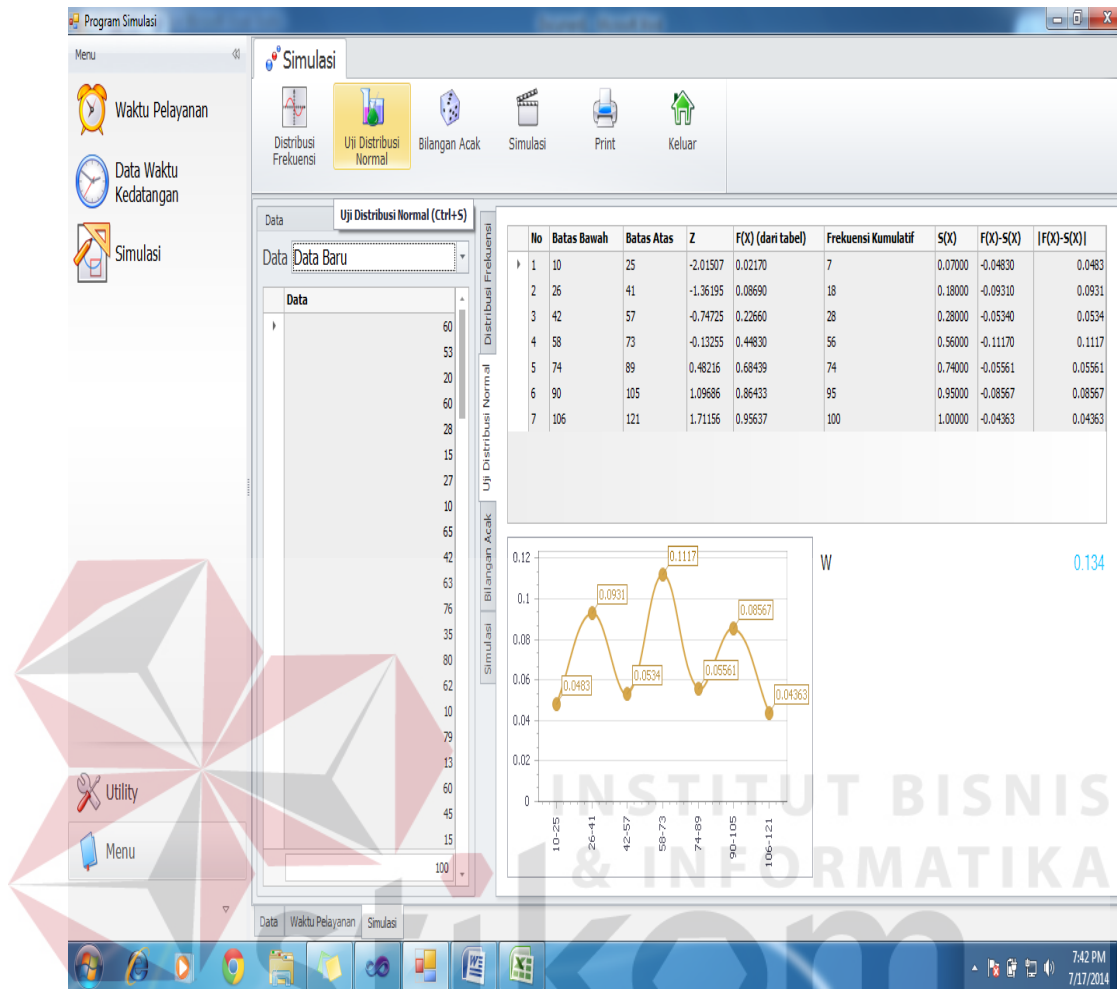 Program Simulasi
Menu
Waktu Pelayanan
Data Waktu
Kedatangan
Simulasi
Utility
Menu
Simulasi
Distribusi
Frekuensi
Uji Distribusi
Normal
Bilangan Acak
Simulasi
Print
Keluar
Uji Distribusi Normal (Ctrl+S)
Data
Data Data Baru
Data
60
53
20
60
28
15
27
10
65
42
63
76
35
80
62
10
79
13
60
45
15
100
Distribusi Frekuensi
Uji Distribusi Normal
Bilangan Acak
Simulasi
No Batas Bawah Batas Atas Z F(X) (dari tabel) Frekuensi Kumulatif S(X) F(X)-S(X) |F(X)-S(X)|
1 10 25 -2.01507 0.02170 7 0.07000 -0.04830 0.0483
2 26 41 -1.36195 0.08690 18 0.18000 -0.09310 0.0931
3 42 57 -0.74725 0.22660 28 0.28000 -0.05340 0.0534
4 58 73 -0.13255 0.44830 56 0.56000 -0.11170 0.1117
5 74 89 0.48216 0.68439 74 0.74000 -0.05561 0.05561
6 90 105 1.09686 0.86433 95 0.95000 -0.08567 0.08567
7 106 121 1.71156 0.95637 100 1.00000 -0.04363 0.04363
0.12
0.1
0.08
0.06
0.04
0.02
0
0.0483
0.0931
0.0534
0.1117
0.05561
0.08567
0.04363
10-25
26-41
42-57
58-73
74-89
90-105
106-121
W 0.134
INSTITUT BISNIS
& INFORMATIKA
stikom
Data Waktu Pelayanan Simulasi
7:42 PM
7/17/2014